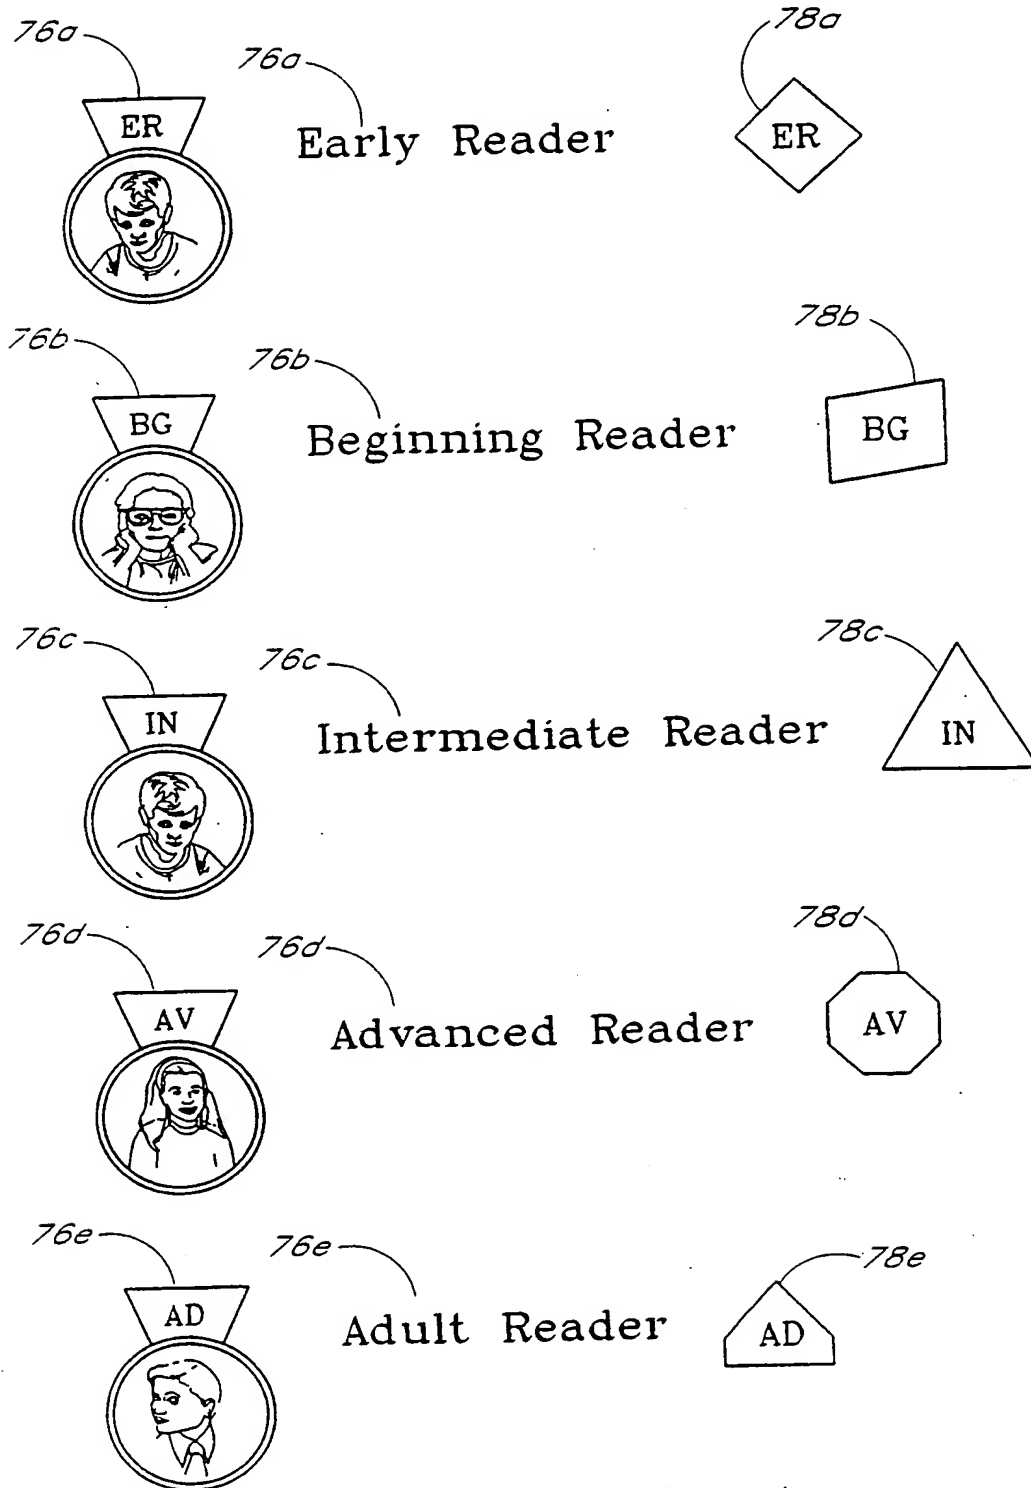 76a 76a 78a
ER Early Reader ER
76b 76b 78b
BG Beginning Reader BG
76c 76c 78c
IN Intermediate Reader IN
76d 76d 78d
AV Advanced Reader AV
76e 76e 78e
AD Adult Reader AD